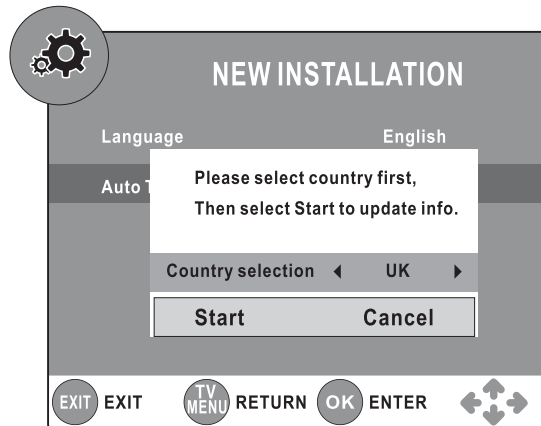 NEW INSTALLATION
Language English
Auto T
Please select country first,
Then select Start to update info.
Country selection UK
Start Cancel
EXIT EXIT TV MENU RETURN OK ENTER